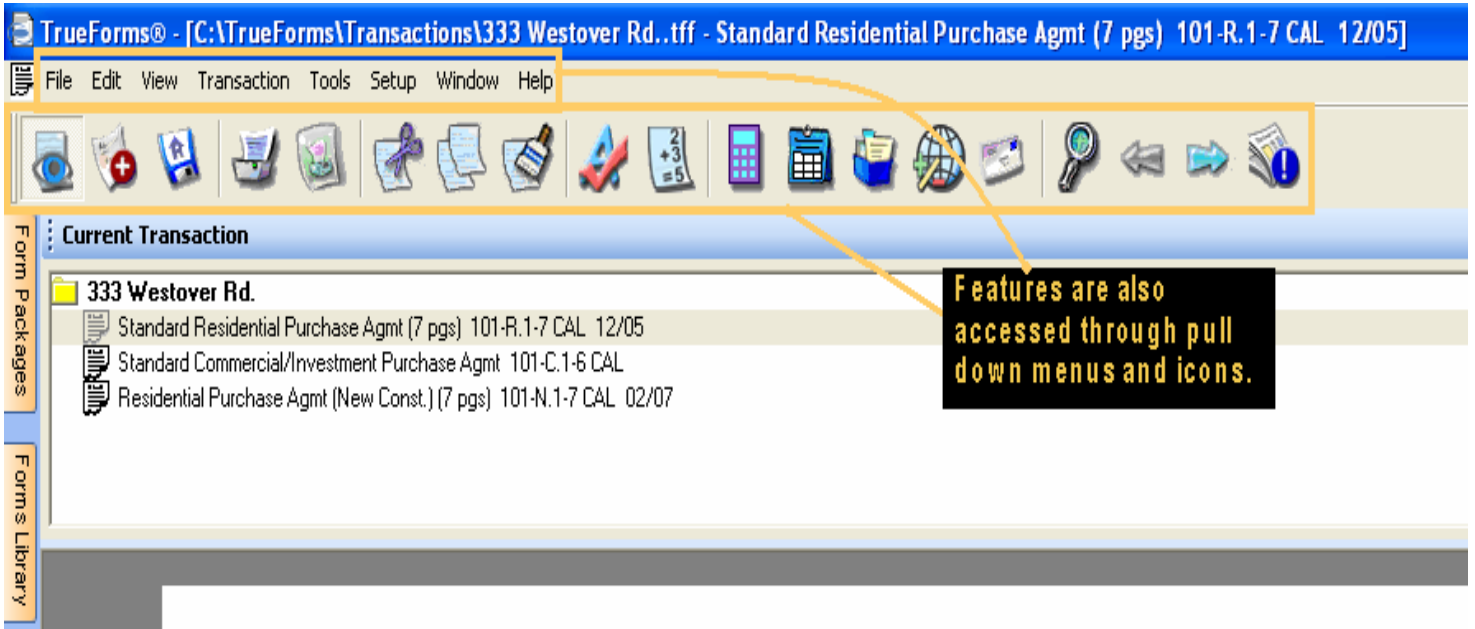 TrueForms® - [C:\TrueForms\Transactions\333 Westover Rd..tff - Standard Residential Purchase Agmt (7 pgs) 101-R.1-7 CAL 12/05]
File Edit View Transaction Tools Setup Window Help
2
+3
=5
Form Packages
Current Transaction
333 Westover Rd.
Standard Residential Purchase Agmt (7 pgs) 101-R.1-7 CAL 12/05
Standard Commercial/Investment Purchase Agmt 101-C.1-6 CAL
Residential Purchase Agmt (New Const.) (7 pgs) 101-N.1-7 CAL 02/07
Features are also
accessed through pull
down menus and icons.
Forms Library